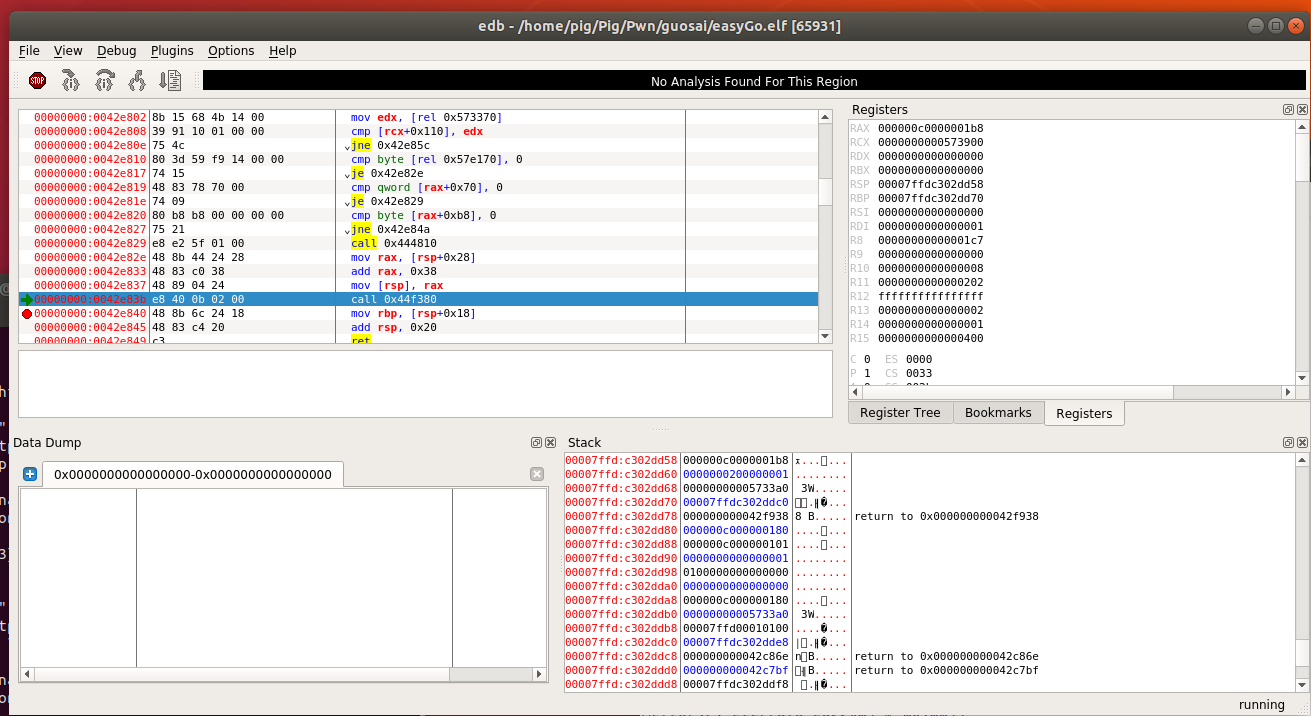 edb - /home/pig/Pig/Pwn/guosai/easyGo.elf [65931]
File View Debug Plugins Options Help
STOP
No Analysis Found For This Region
00000000:0042e802 8b 15 68 4b 14 00 mov edx, [rel 0x573370]
00000000:0042e808 39 91 10 01 00 00 cmp [rcx+0x110], edx
00000000:0042e80e 75 4c jne 0x42e85c
00000000:0042e810 80 3d 59 f9 14 00 00 cmp byte [rel 0x57e170], 0
00000000:0042e817 74 15 je 0x42e82e
00000000:0042e819 48 83 78 70 00 cmp qword [rax+0x70], 0
00000000:0042e81e 74 09 je 0x42e829
00000000:0042e820 80 b8 b8 00 00 00 00 cmp byte [rax+0xb8], 0
00000000:0042e827 75 21 jne 0x42e84a
00000000:0042e829 e8 e2 5f 01 00 call 0x444810
00000000:0042e82e 48 8b 44 24 28 mov rax, [rsp+0x28]
00000000:0042e833 48 83 c0 38 add rax, 0x38
00000000:0042e837 48 89 04 24 mov [rsp], rax
00000000:0042e83b e8 40 0b 02 00 call 0x44f380
00000000:0042e840 48 8b 6c 24 18 mov rbp, [rsp+0x18]
00000000:0042e845 48 83 c4 20 add rsp, 0x20
00000000:0042e849 c3 ret
Registers
RAX 000000c0000001b8
RCX 0000000000573900
RDX 0000000000000000
RBX 0000000000000000
RSP 00007ffdc302dd58
RBP 00007ffdc302dd70
RSI 0000000000000000
RDI 0000000000000001
R8 00000000000001c7
R9 0000000000000000
R10 0000000000000008
R11 0000000000000202
R12 ffffffffffffffff
R13 0000000000000002
R14 0000000000000001
R15 0000000000000400
C 0 ES 0000
P 1 CS 0033
Register Tree Bookmarks Registers
Data Dump
0x0000000000000000-0x0000000000000000
Stack
00007ffd:c302dd58 000000c0000001b8
00007ffd:c302dd60 0000000200000001 ........
00007ffd:c302dd68 00000000005733a0 3W.....
00007ffd:c302dd70 00007ffdc302ddc0
00007ffd:c302dd78 000000000042f938 8 B..... return to 0x000000000042f938
00007ffd:c302dd80 000000c000000180
00007ffd:c302dd88 000000c000000101
00007ffd:c302dd90 0000000000000001 ........
00007ffd:c302dd98 0100000000000000 ........
00007ffd:c302dda0 0000000000000000 ........
00007ffd:c302dda8 000000c000000180
00007ffd:c302ddb0 00000000005733a0 3W.....
00007ffd:c302ddb8 00007ffd00010100
00007ffd:c302ddc0 00007ffdc302dde8
00007ffd:c302ddc8 000000000042c86e return to 0x000000000042c86e
00007ffd:c302ddd0 000000000042c7bf return to 0x000000000042c7bf
00007ffd:c302ddd8 00007ffdc302ddf8
running